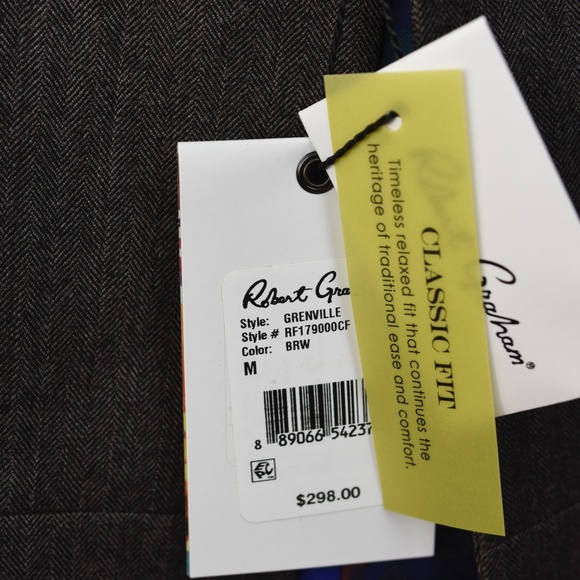 Robert Gra
Style: GRENVILLE
Style # RF179000CF
Color: BRW
M
8 89066 54237
EPC
$298.00
CLASSIC FIT
Timeless relaxed fit that continues the
heritage of traditional ease and comfort.
Graham®